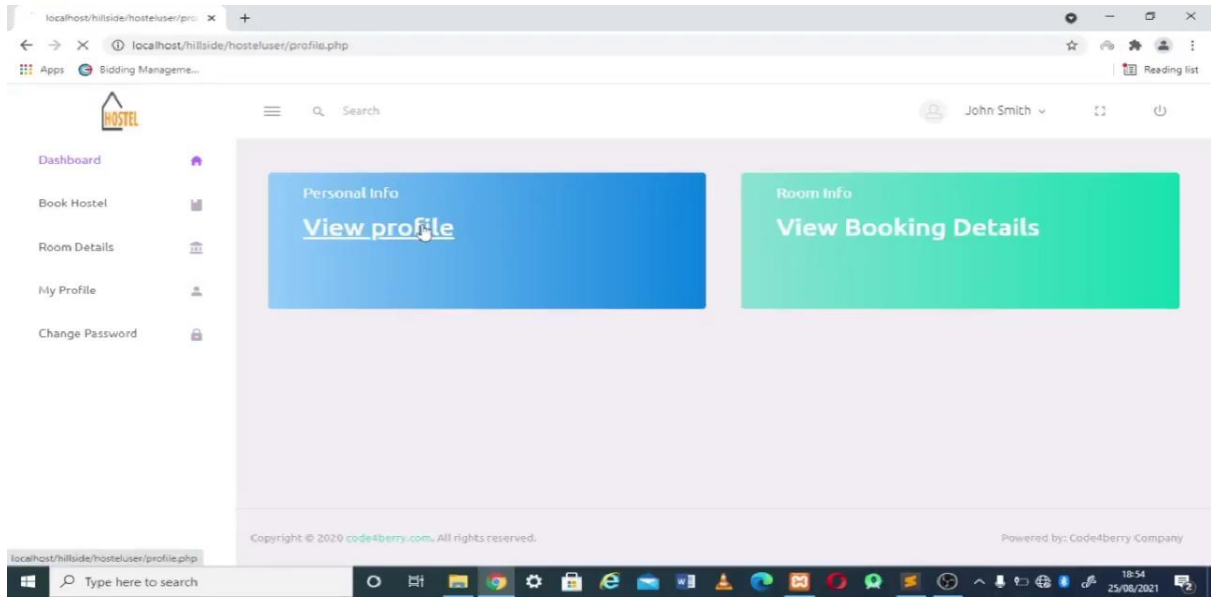 localhost/hillside/hosteluser/pro
localhost/hillside/hosteluser/profile.php
Apps
Bidding Manageme...
Reading list
HOSTEL
Search
John Smith
Dashboard
Book Hostel
Room Details
My Profile
Change Password
Personal Info
View profile
Room Info
View Booking Details
Copyright © 2020 code4berry.com. All rights reserved.
Powered by: Code4berry Company
localhost/hillside/hosteluser/profile.php
Type here to search
18:54
25/08/2021